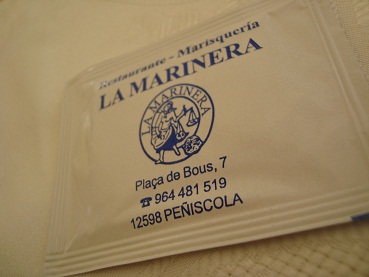 Restaurante - Marisquería
LA MARINERA
LA MARINERA
Plaça de Bous, 7
☎ 964 481 519
12598 PEÑISCOLA